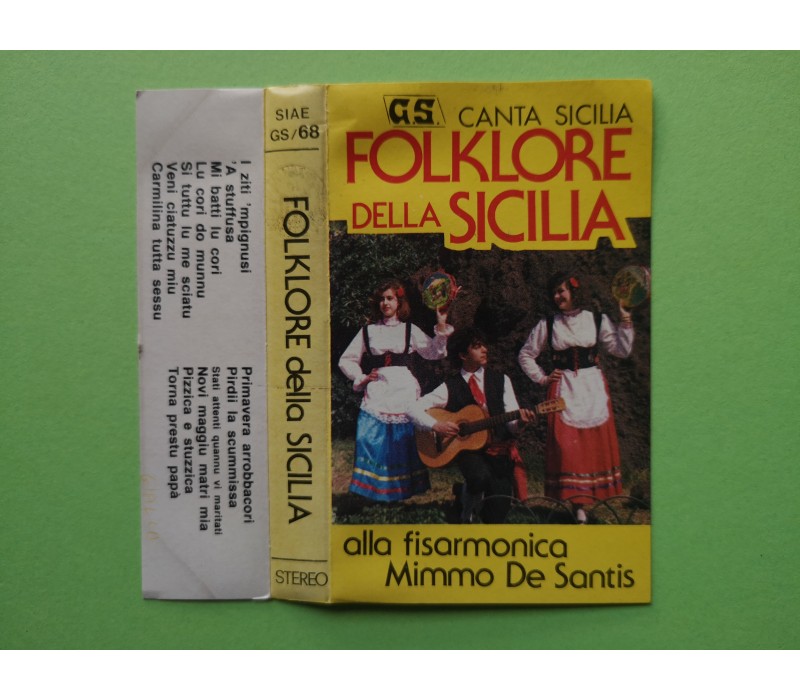 I ziti 'mpignusi
'A stuffusa
Mi batti lu cori
Lu cori do munnu
Si tuttu lu me sciatu
Veni ciatuzzu miu
Carmilina tutta sessu
Primavera arrobbacori
Pirdii la scummissa
Stati attenti quannu vi maritati
Novi maggiu matri mia
Pizzica e stuzzica
Torna prestu papà
SIAE
GS/68
FOLKLORE della SICILIA
STEREO
G.S. CANTA SICILIA
FOLKLORE
DELLA SICILIA
alla fisarmonica
Mimmo De Santis